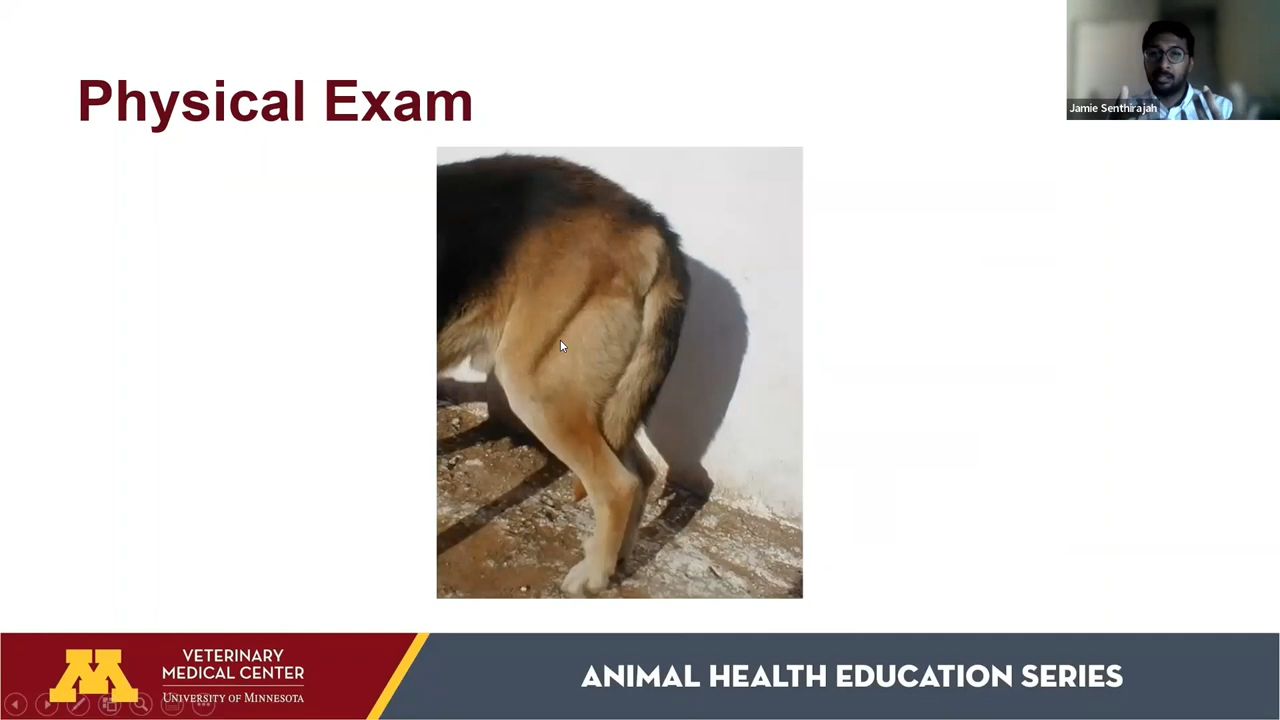 Physical Exam
Jamie Senthirajah
VETERINARY
MEDICAL CENTER
UNIVERSITY OF MINNESOTA
ANIMAL HEALTH EDUCATION SERIES